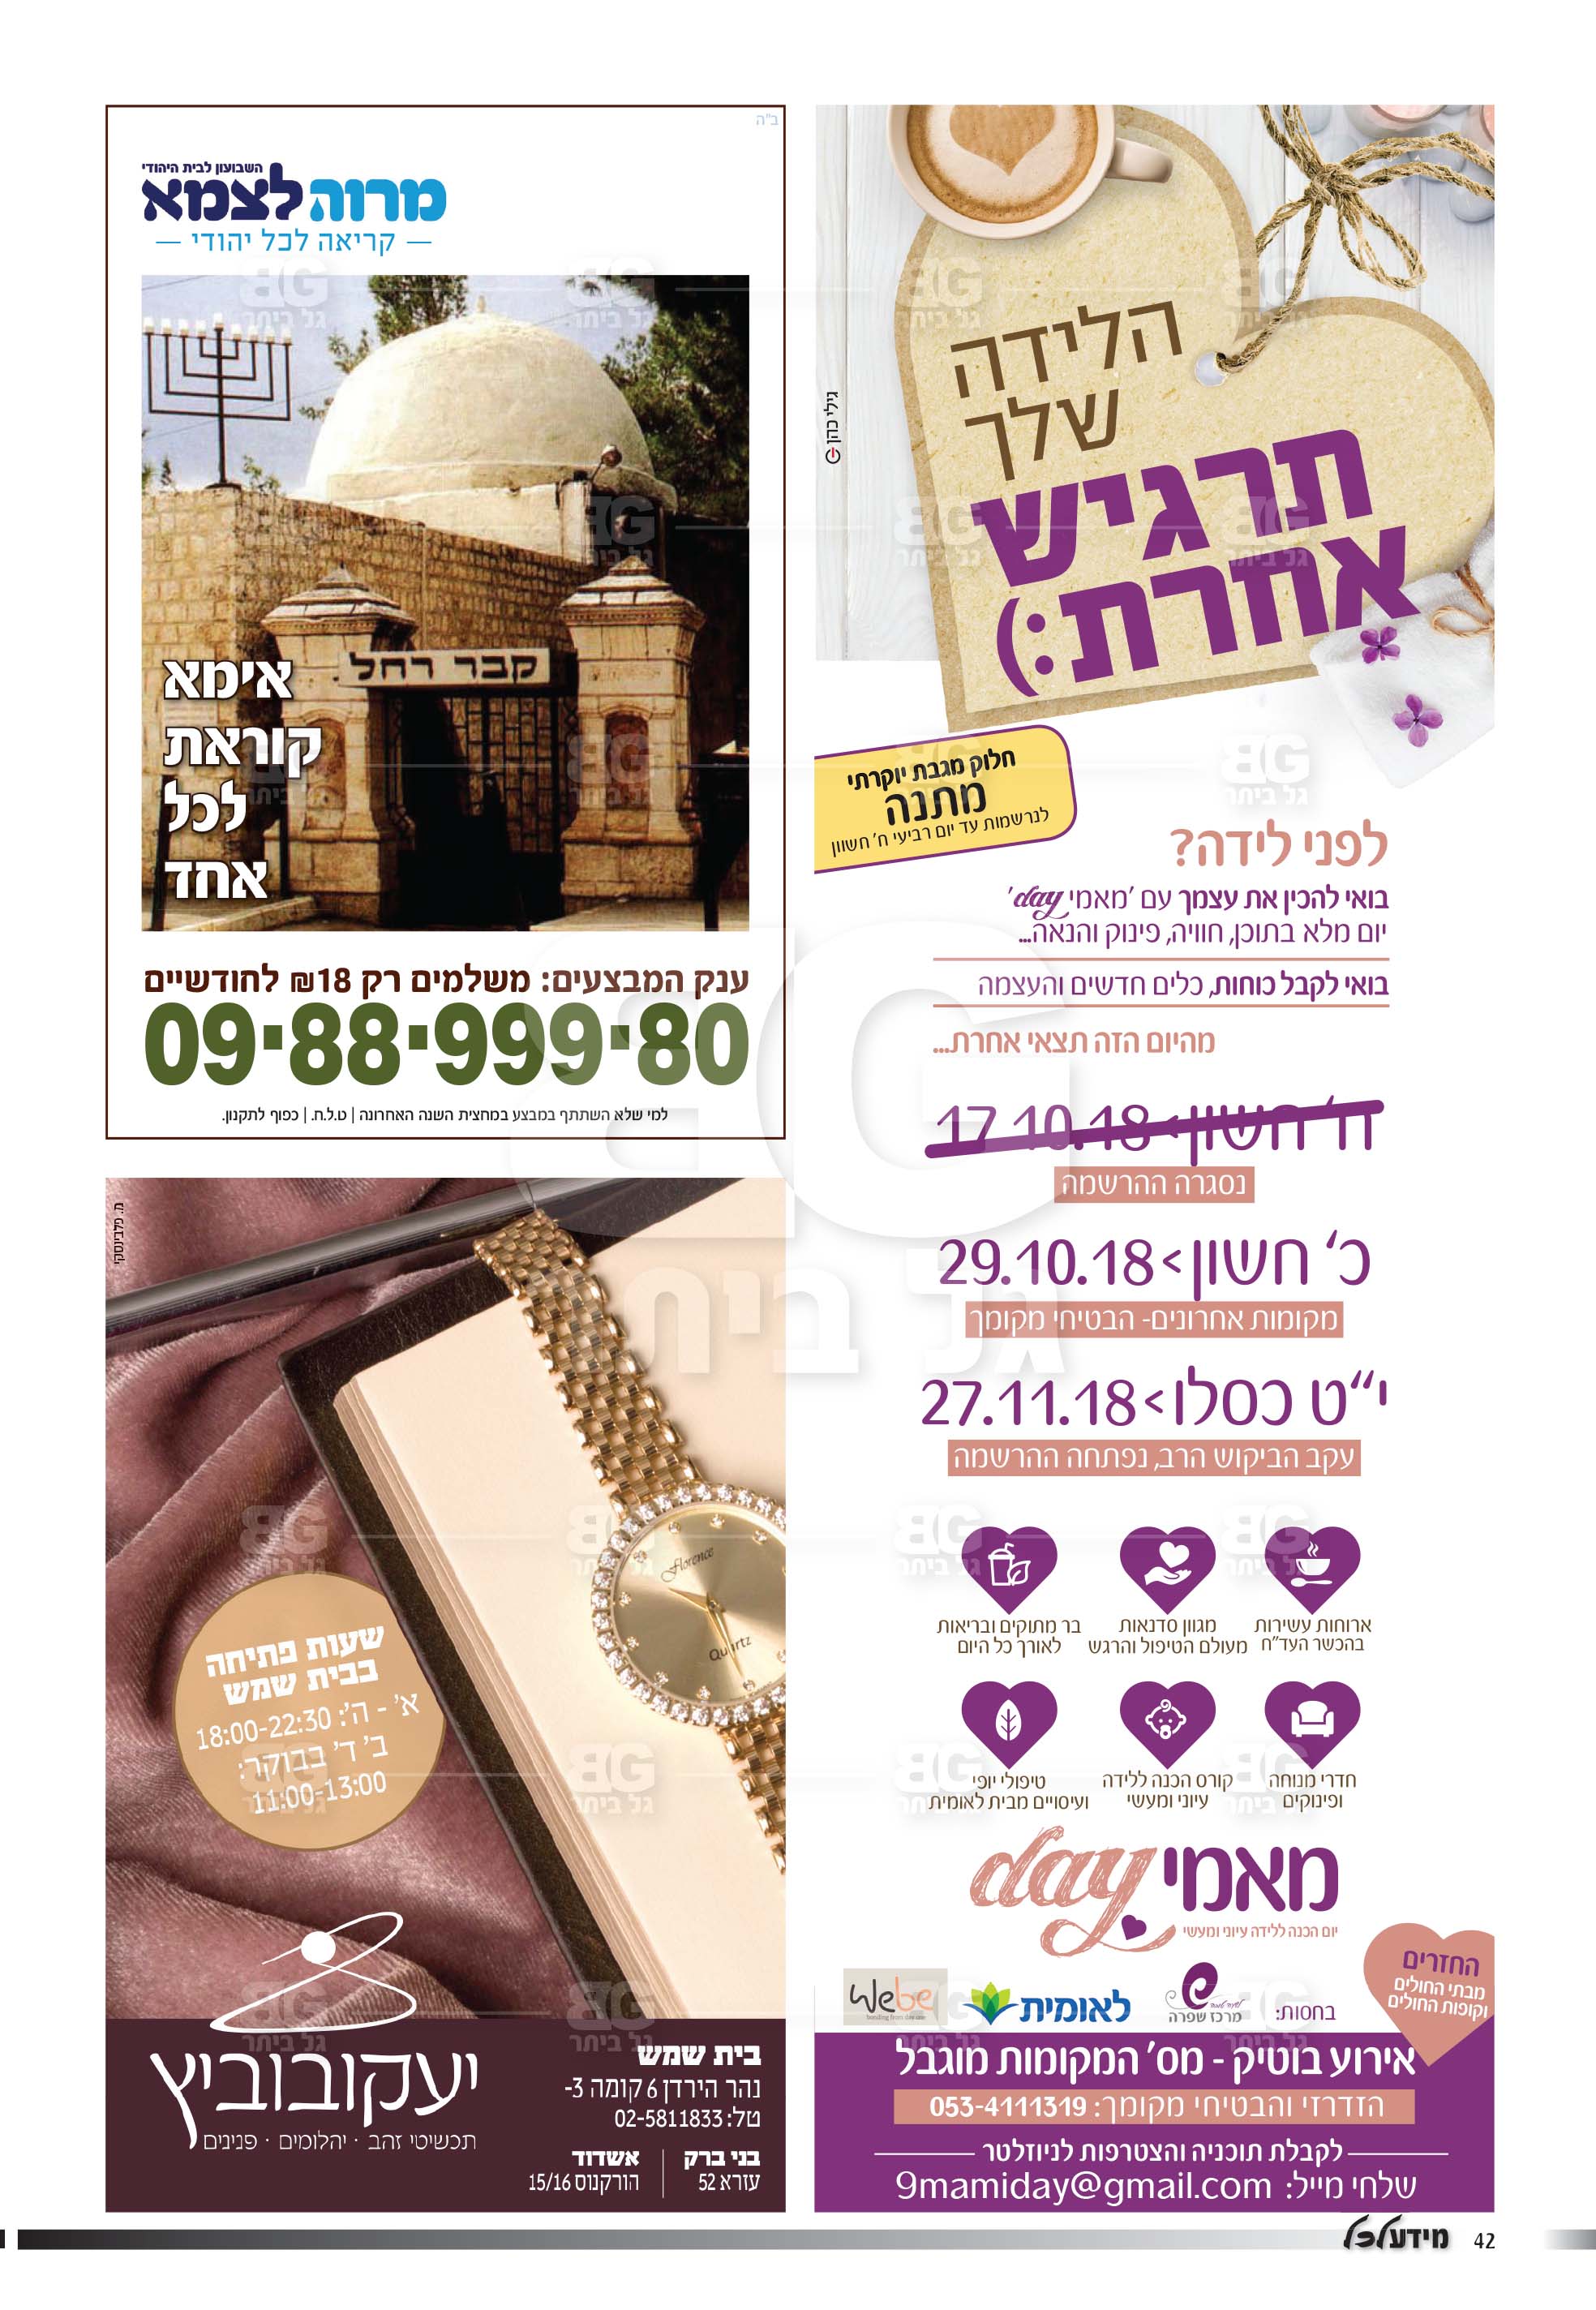 הלידה
שלך
תרגיש
אחרת:)
גילי כהן
חלוק מגבת יוקרתי
מתנה
לנרשמות עד יום רביעי ח' חשוון
לפני לידה?
בואי להכין את עצמך עם 'מאמי day'
יום מלא בתוכן, חוויה, פינוק והנאה...
בואי לקבל כוחות, כלים חדשים והעצמה
מהיום הזה תצאי אחרת...
ח' חשון>17.10.18
נסגרה ההרשמה
כ' חשון>29.10.18
מקומות אחרונים- הבטיחי מקומך
י"ט כסלו>27.11.18
עקב הביקוש הרב, נפתחה ההרשמה
ארוחות עשירות
בהכשר העד"ח
מגוון סדנאות
מעולם הטיפול והרגש
בר מתוקים ובריאות
לאורך כל היום
חדרי מנוחה
ופינוקים
קורס הכנה ללידה
עיוני ומעשי
טיפולי יופי
ועיסויים מבית לאומית
מאמי day
יום הכנה ללידה עיוני ומעשי
החזרים
מבתי החולים
וקופות החולים
בחסות:
מרכז שפרה
לאומית
Webe
אירוע בוטיק - מס' המקומות מוגבל
הזדרזי והבטיחי מקומך: 053-4111319
לקבלת תוכניה והצטרפות לניוזלטר
שלחי מייל: 9mamiday@gmail.com
ב"ה
השבועון לבית היהודי
מרווה לצמא
— קריאה לכל יהודי —
קבר רחל
אימא
קוראת
לכל
אחד
ענק המבצעים: משלמים רק 18₪ לחודשיים
09-88-999-80
למי שלא השתתף במבצע במחצית השנה האחרונה | ט.ל.ח. | כפוף לתקנון.
מ. פלבינסקי
Florence
Quartz
שעות פתיחה
בבית שמש
א' - ה': 18:00-22:30
ב' ד' בבוקר:
11:00-13:00
יעקובוביץ
תכשיטי זהב · יהלומים · פנינים
בית שמש
נהר הירדן 6 קומה 3-
טל: 02-5811833
בני ברק
עזרא 52
אשדוד
הורקנוס 15/16
42 מידע לכל
BG
גל ביתר